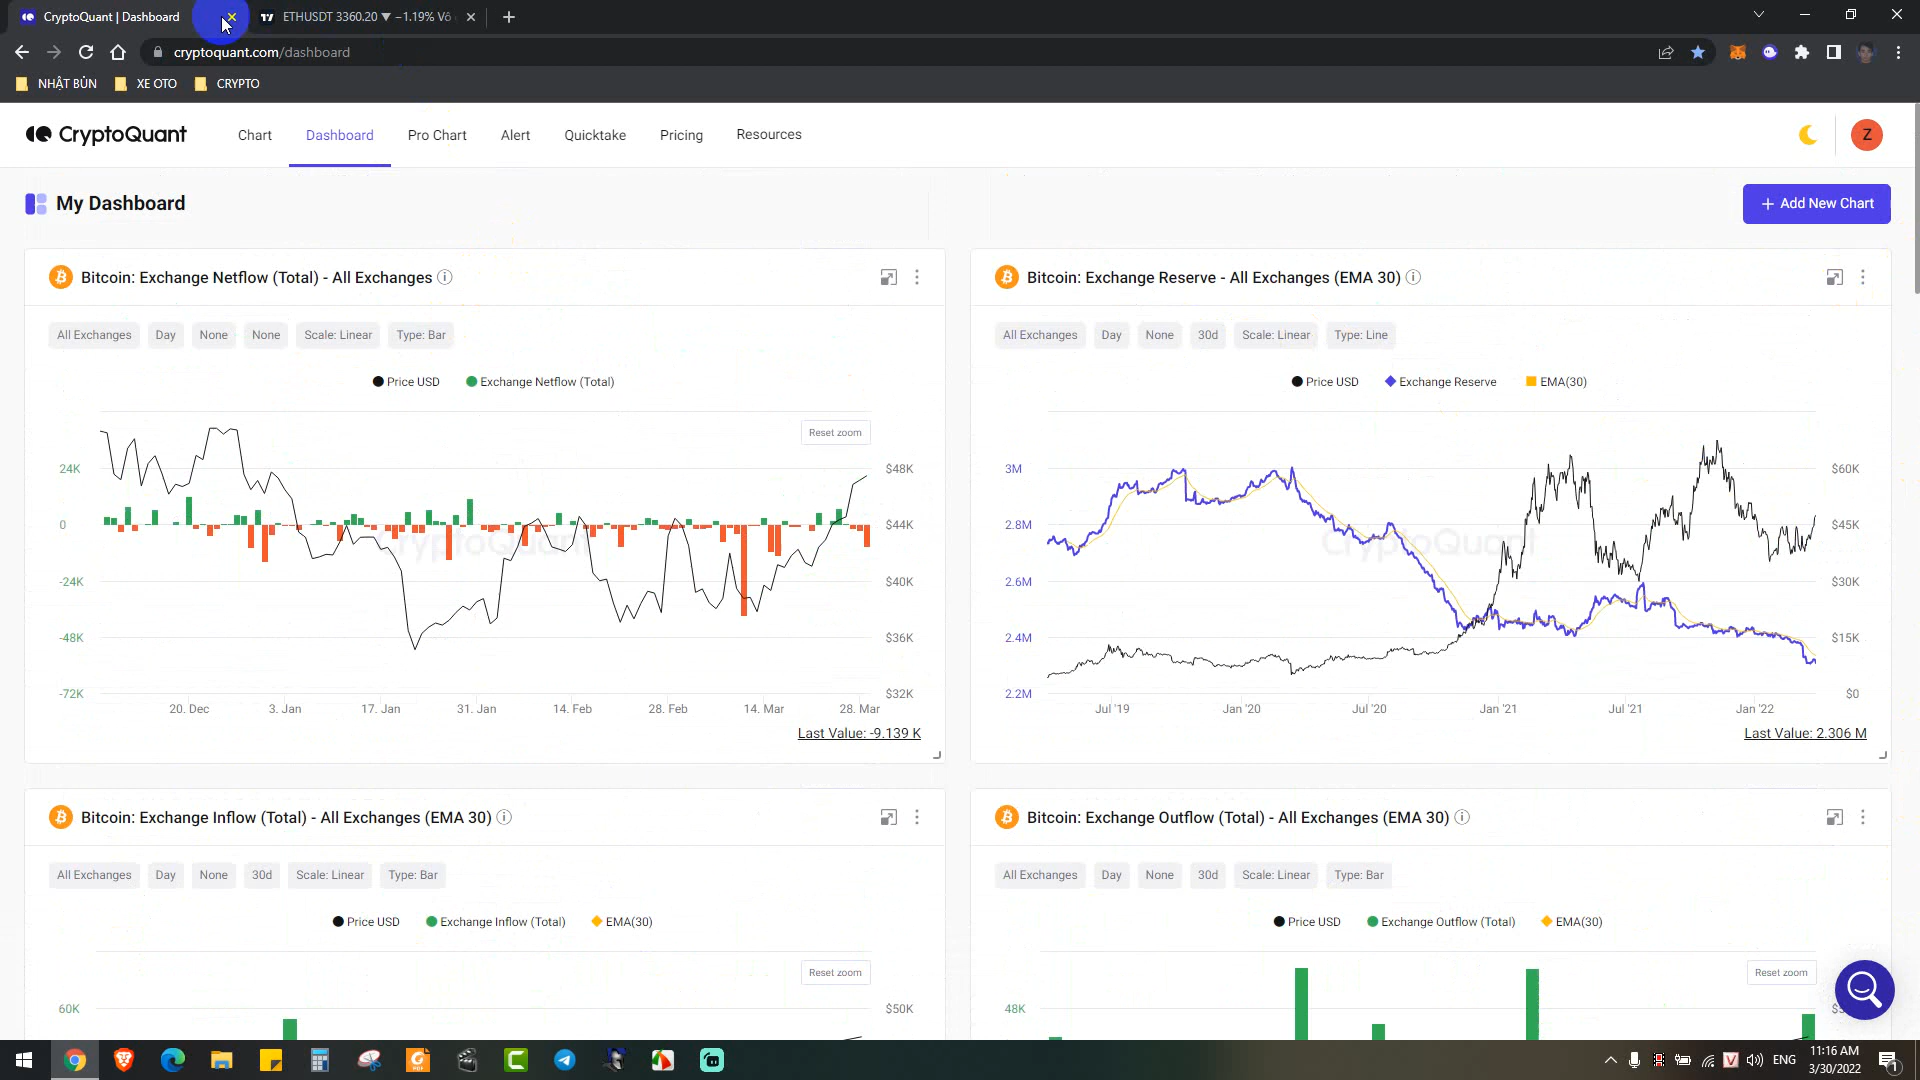 CryptoQuant | Dashboard
ETHUSDT 3360.20 ▼ −1.19% Vô
cryptoquant.com/dashboard
NHẬT BỦN
XE OTO
CRYPTO
CryptoQuant
Chart
Dashboard
Pro Chart
Alert
Quicktake
Pricing
Resources
Z
My Dashboard
+ Add New Chart
Bitcoin: Exchange Netflow (Total) - All Exchanges
All Exchanges
Day
None
None
Scale: Linear
Type: Bar
Price USD
Exchange Netflow (Total)
Reset zoom
24K
0
-24K
-48K
-72K
$48K
$44K
$40K
$36K
$32K
CryptoQuant
20. Dec
3. Jan
17. Jan
31. Jan
14. Feb
28. Feb
14. Mar
28. Mar
Last Value: -9.139 K
Bitcoin: Exchange Reserve - All Exchanges (EMA 30)
All Exchanges
Day
None
30d
Scale: Linear
Type: Line
Price USD
Exchange Reserve
EMA(30)
3M
2.8M
2.6M
2.4M
2.2M
$60K
$45K
$30K
$15K
$0
CryptoQuant
Jul '19
Jan '20
Jul '20
Jan '21
Jul '21
Jan '22
Last Value: 2.306 M
Bitcoin: Exchange Inflow (Total) - All Exchanges (EMA 30)
All Exchanges
Day
None
30d
Scale: Linear
Type: Bar
Price USD
Exchange Inflow (Total)
EMA(30)
Reset zoom
60K
$50K
Bitcoin: Exchange Outflow (Total) - All Exchanges (EMA 30)
All Exchanges
Day
None
30d
Scale: Linear
Type: Bar
Price USD
Exchange Outflow (Total)
EMA(30)
Reset zoom
48K
ENG
11:16 AM
3/30/2022
1